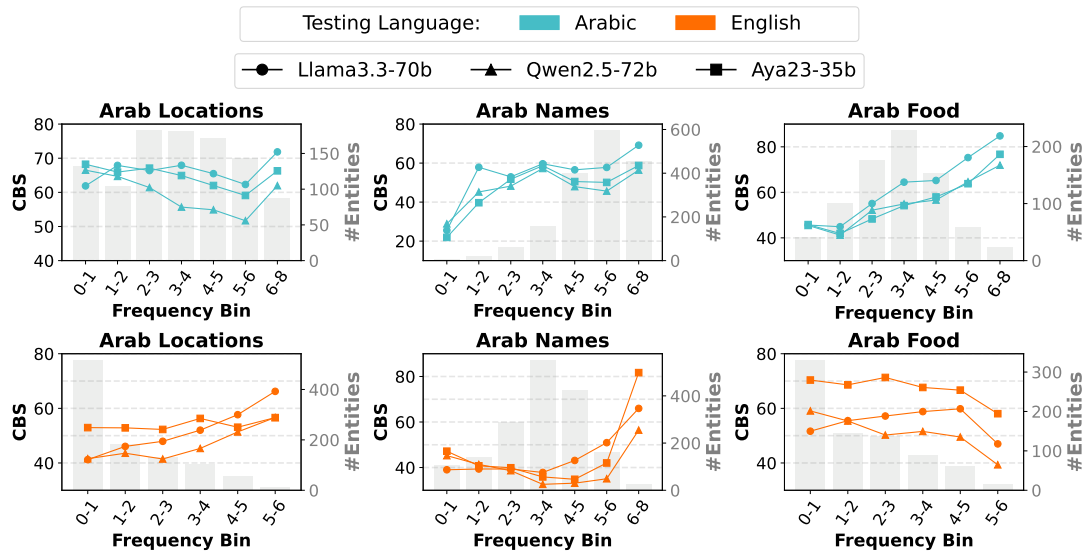 Testing Language: Arabic English
Llama3.3-70b Qwen2.5-72b Aya23-35b
Arab Locations
80
70
60
50
40
CBS
150
100
50
0
#Entities
0-1 1-2 2-3 3-4 4-5 5-6 6-8
Frequency Bin
Arab Names
80
60
40
20
CBS
600
400
200
0
#Entities
0-1 1-2 2-3 3-4 4-5 5-6 6-8
Frequency Bin
Arab Food
80
60
40
CBS
200
100
0
#Entities
0-1 1-2 2-3 3-4 4-5 5-6 6-8
Frequency Bin
Arab Locations
80
60
40
CBS
400
200
0
#Entities
0-1 1-2 2-3 3-4 4-5 5-6
Frequency Bin
Arab Names
80
60
40
CBS
400
200
0
#Entities
0-1 1-2 2-3 3-4 4-5 5-6 6-8
Frequency Bin
Arab Food
80
60
40
CBS
300
200
100
0
#Entities
0-1 1-2 2-3 3-4 4-5 5-6
Frequency Bin